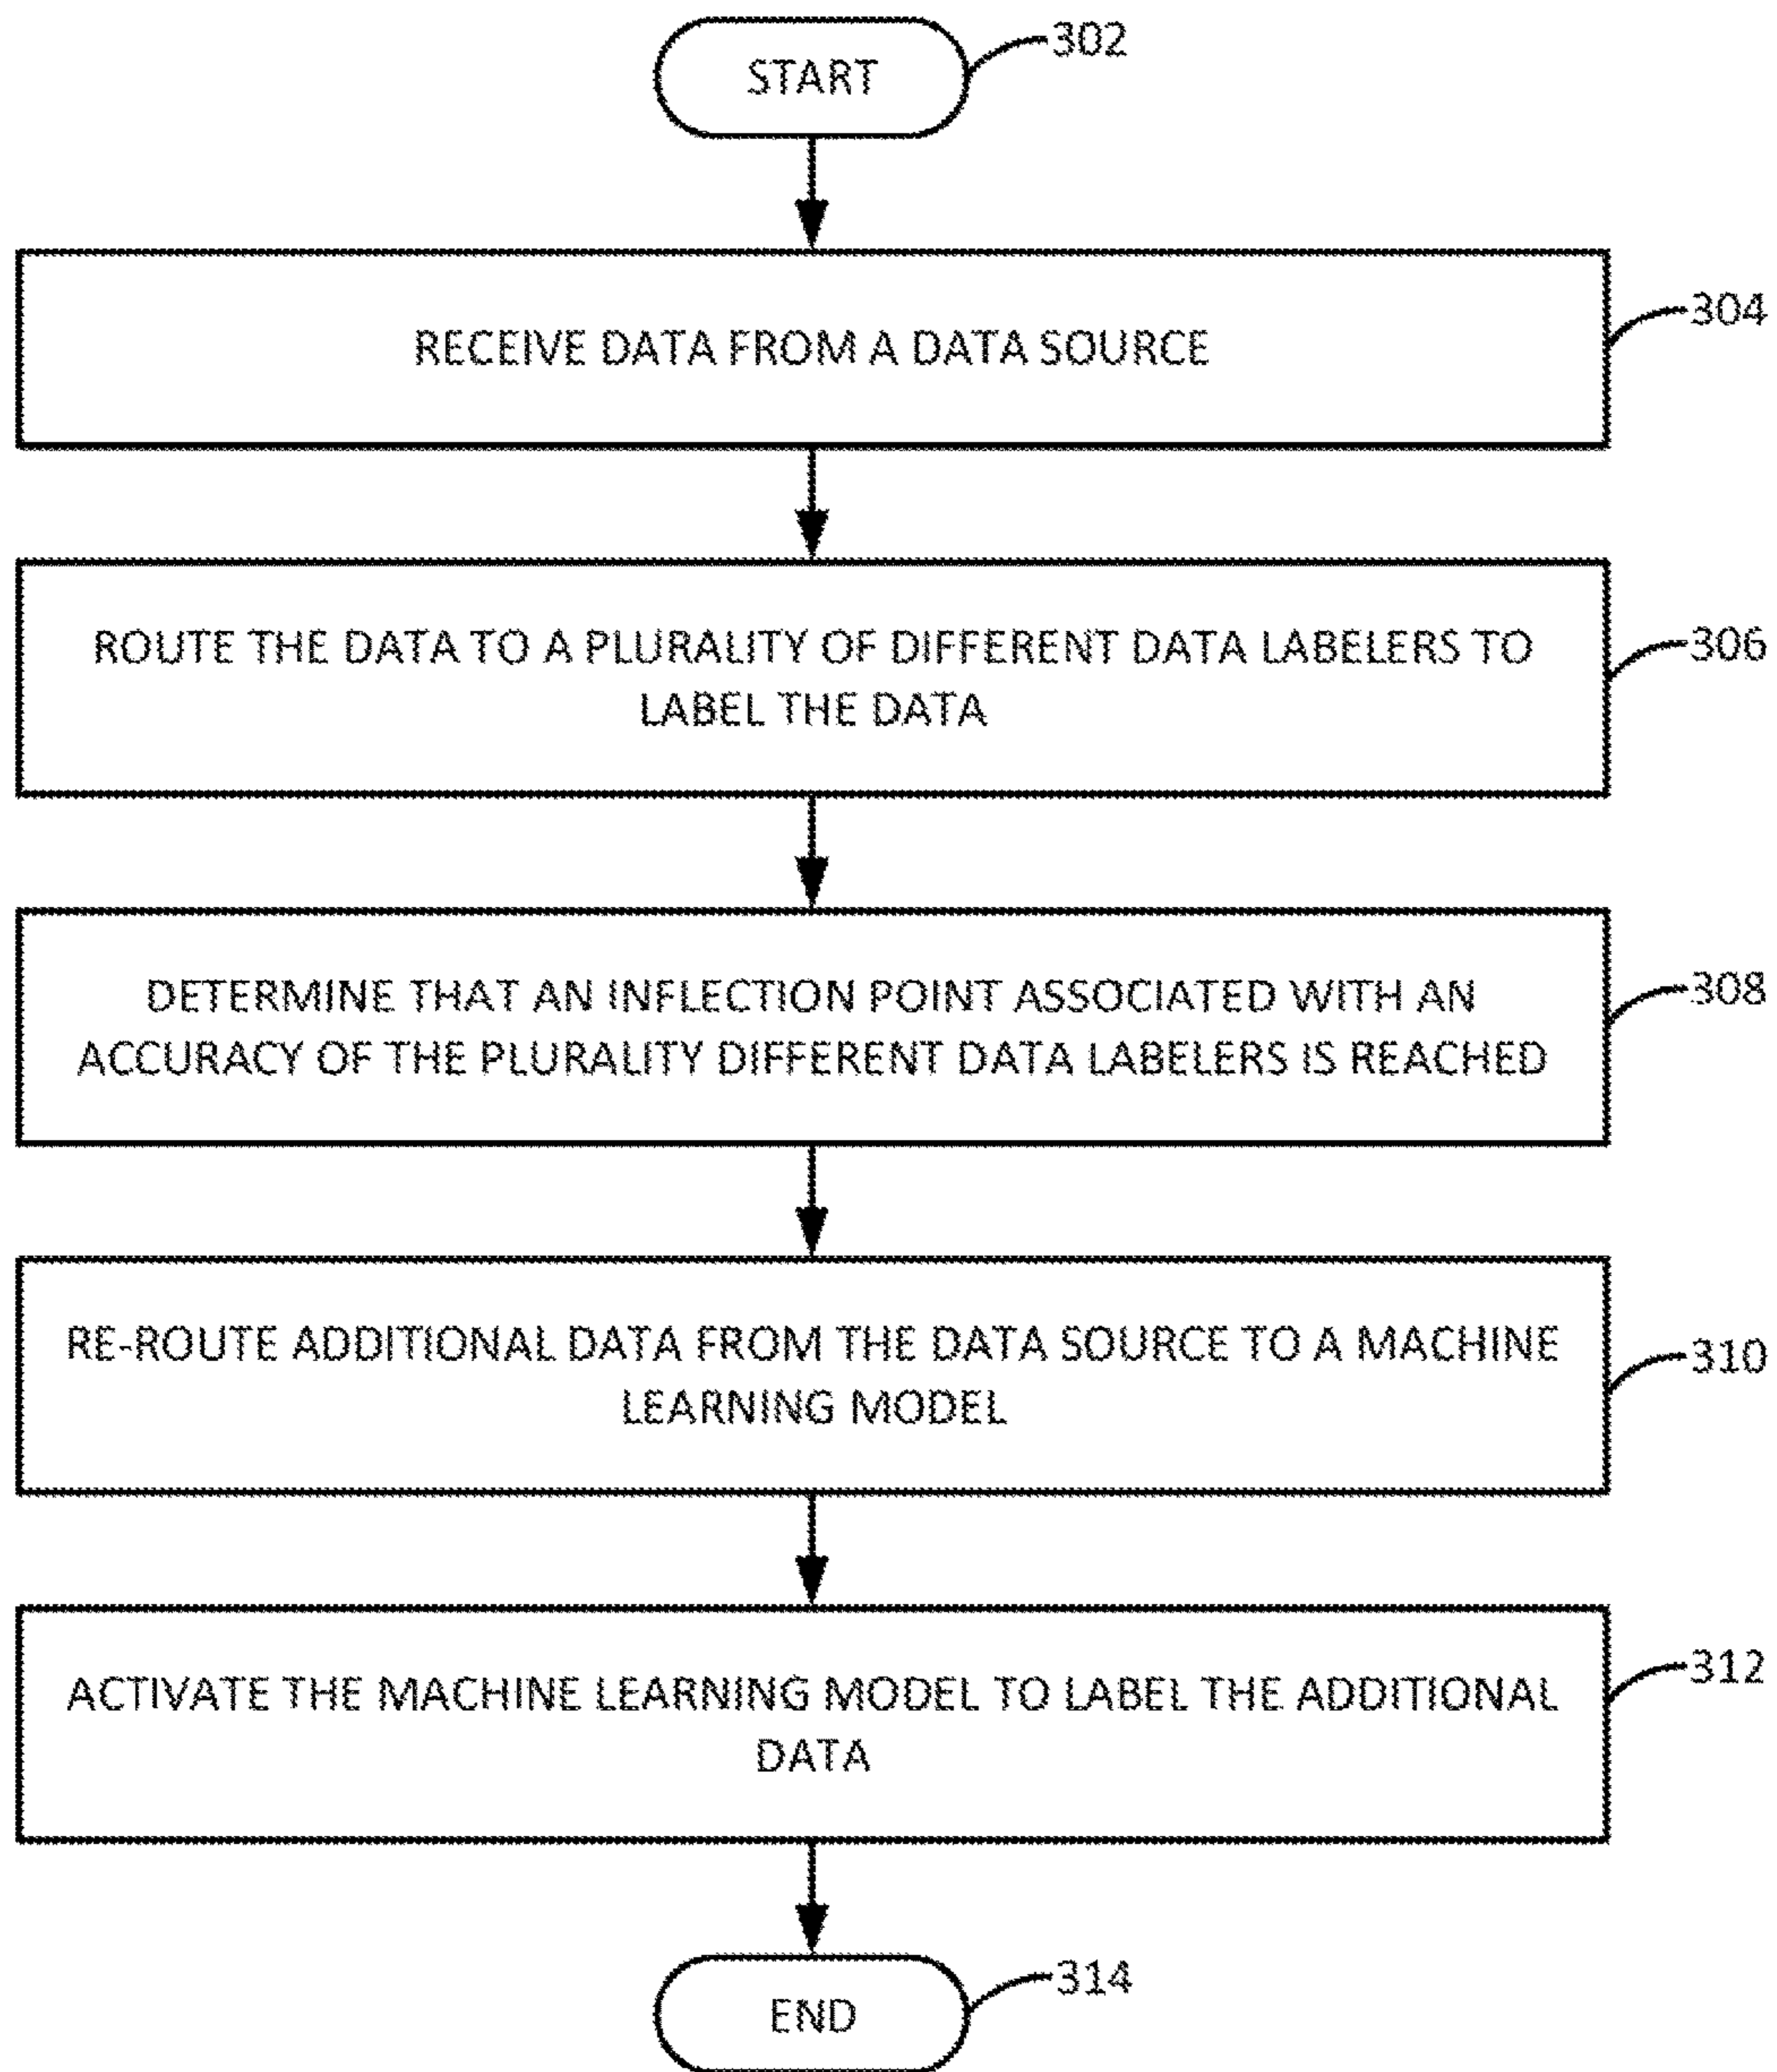 START
302
RECEIVE DATA FROM A DATA SOURCE
304
ROUTE THE DATA TO A PLURALITY OF DIFFERENT DATA LABELERS TO
LABEL THE DATA
306
DETERMINE THAT AN INFLECTION POINT ASSOCIATED WITH AN
ACCURACY OF THE PLURALITY DIFFERENT DATA LABELERS IS REACHED
308
RE-ROUTE ADDITIONAL DATA FROM THE DATA SOURCE TO A MACHINE
LEARNING MODEL
310
ACTIVATE THE MACHINE LEARNING MODEL TO LABEL THE ADDITIONAL
DATA
312
END
314